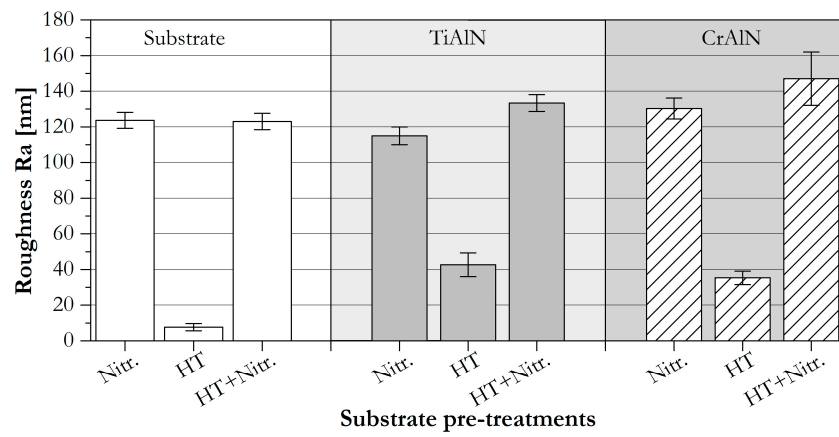 Substrate
TiAlN
CrAlN
Roughness Ra [nm]
180
160
140
120
100
80
60
40
20
0
Nitr.
HT
HT+Nitr.
Nitr.
HT
HT+Nitr.
Nitr.
HT
HT+Nitr.
Substrate pre-treatments